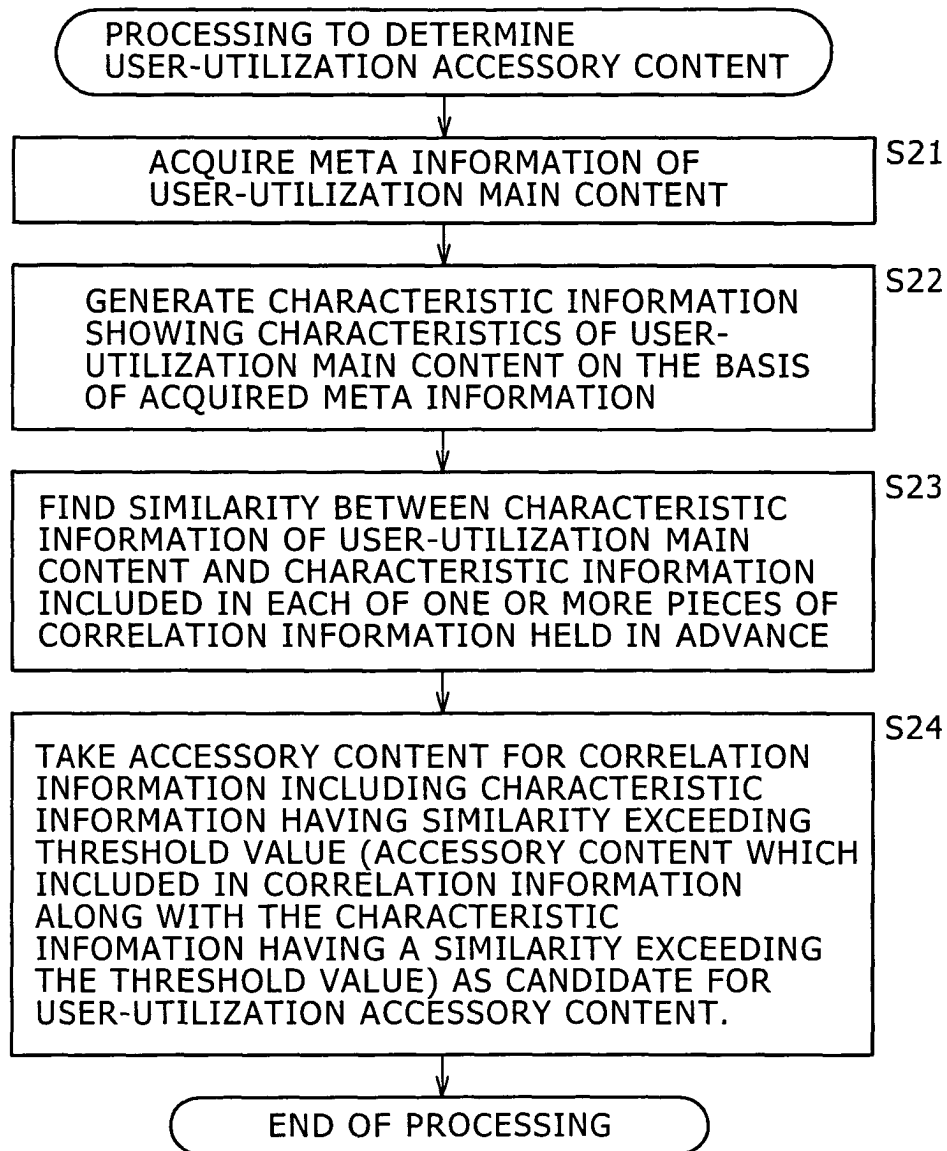 PROCESSING TO DETERMINE
USER-UTILIZATION ACCESSORY CONTENT
S21
ACQUIRE META INFORMATION OF
USER-UTILIZATION MAIN CONTENT
S22
GENERATE CHARACTERISTIC INFORMATION
SHOWING CHARACTERISTICS OF USER-
UTILIZATION MAIN CONTENT ON THE BASIS
OF ACQUIRED META INFORMATION
S23
FIND SIMILARITY BETWEEN CHARACTERISTIC
INFORMATION OF USER-UTILIZATION MAIN
CONTENT AND CHARACTERISTIC INFORMATION
INCLUDED IN EACH OF ONE OR MORE PIECES OF
CORRELATION INFORMATION HELD IN ADVANCE
S24
TAKE ACCESSORY CONTENT FOR CORRELATION
INFORMATION INCLUDING CHARACTERISTIC
INFORMATION HAVING SIMILARITY EXCEEDING
THRESHOLD VALUE (ACCESSORY CONTENT WHICH
INCLUDED IN CORRELATION INFORMATION
ALONG WITH THE CHARACTERISTIC
INFOMATION HAVING A SIMILARITY EXCEEDING
THE THRESHOLD VALUE) AS CANDIDATE FOR
USER-UTILIZATION ACCESSORY CONTENT.
END OF PROCESSING